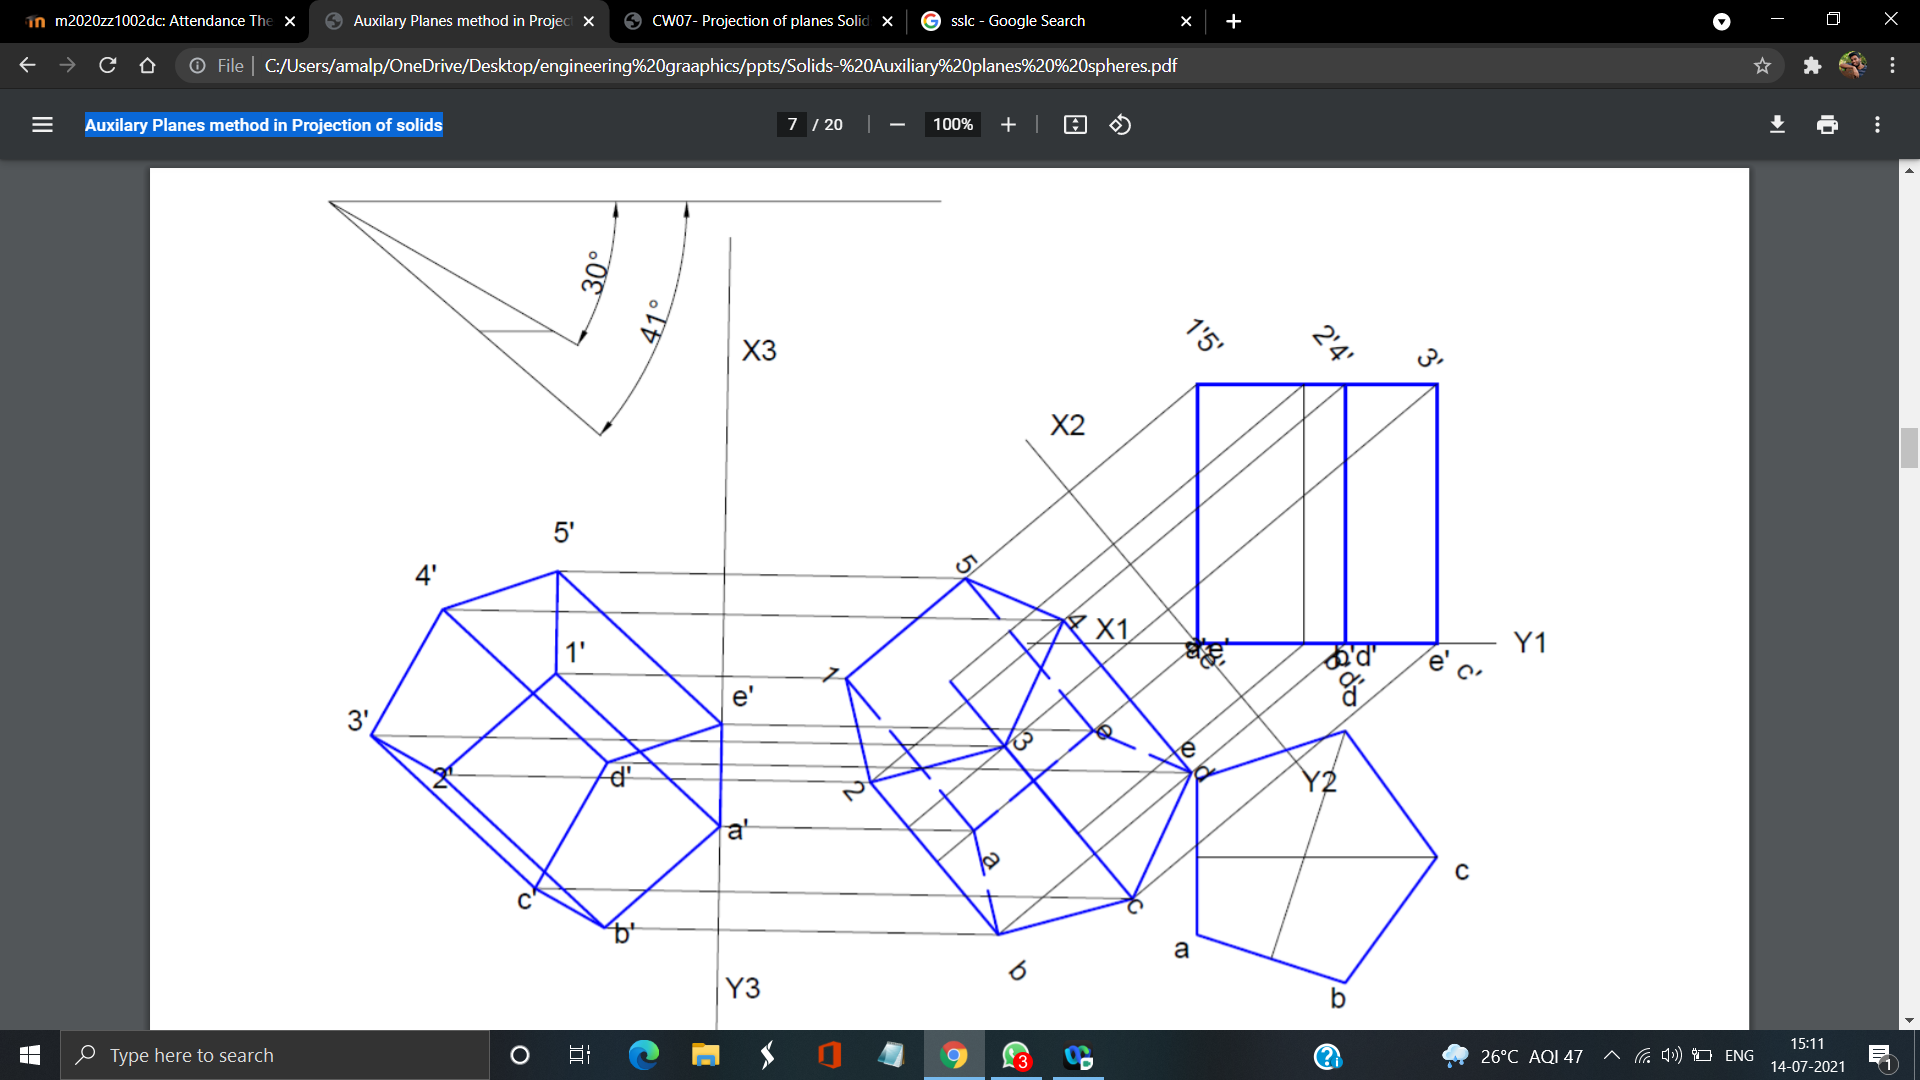 m2020zz1002dc: Attendance The
Auxilary Planes method in Projec
CW07- Projection of planes Solid
sslc - Google Search
File
C:/Users/amalp/OneDrive/Desktop/engineering%20graaphics/ppts/Solids-%20Auxiliary%20planes%20%20spheres.pdf
Auxilary Planes method in Projection of solids
7 / 20
100%
30°
41°
X3
1'5'
2'4'
3'
X2
5'
4'
5
1'
4
X1
Y1
a'e'
b'd'
e'
c'
d'
d
1
e'
3'
3
e
e
2'
d'
2
d
Y2
a'
a
c
c'
c
b'
a
b
Y3
b
Type here to search
3
26°C AQI 47
ENG
15:11
14-07-2021
1